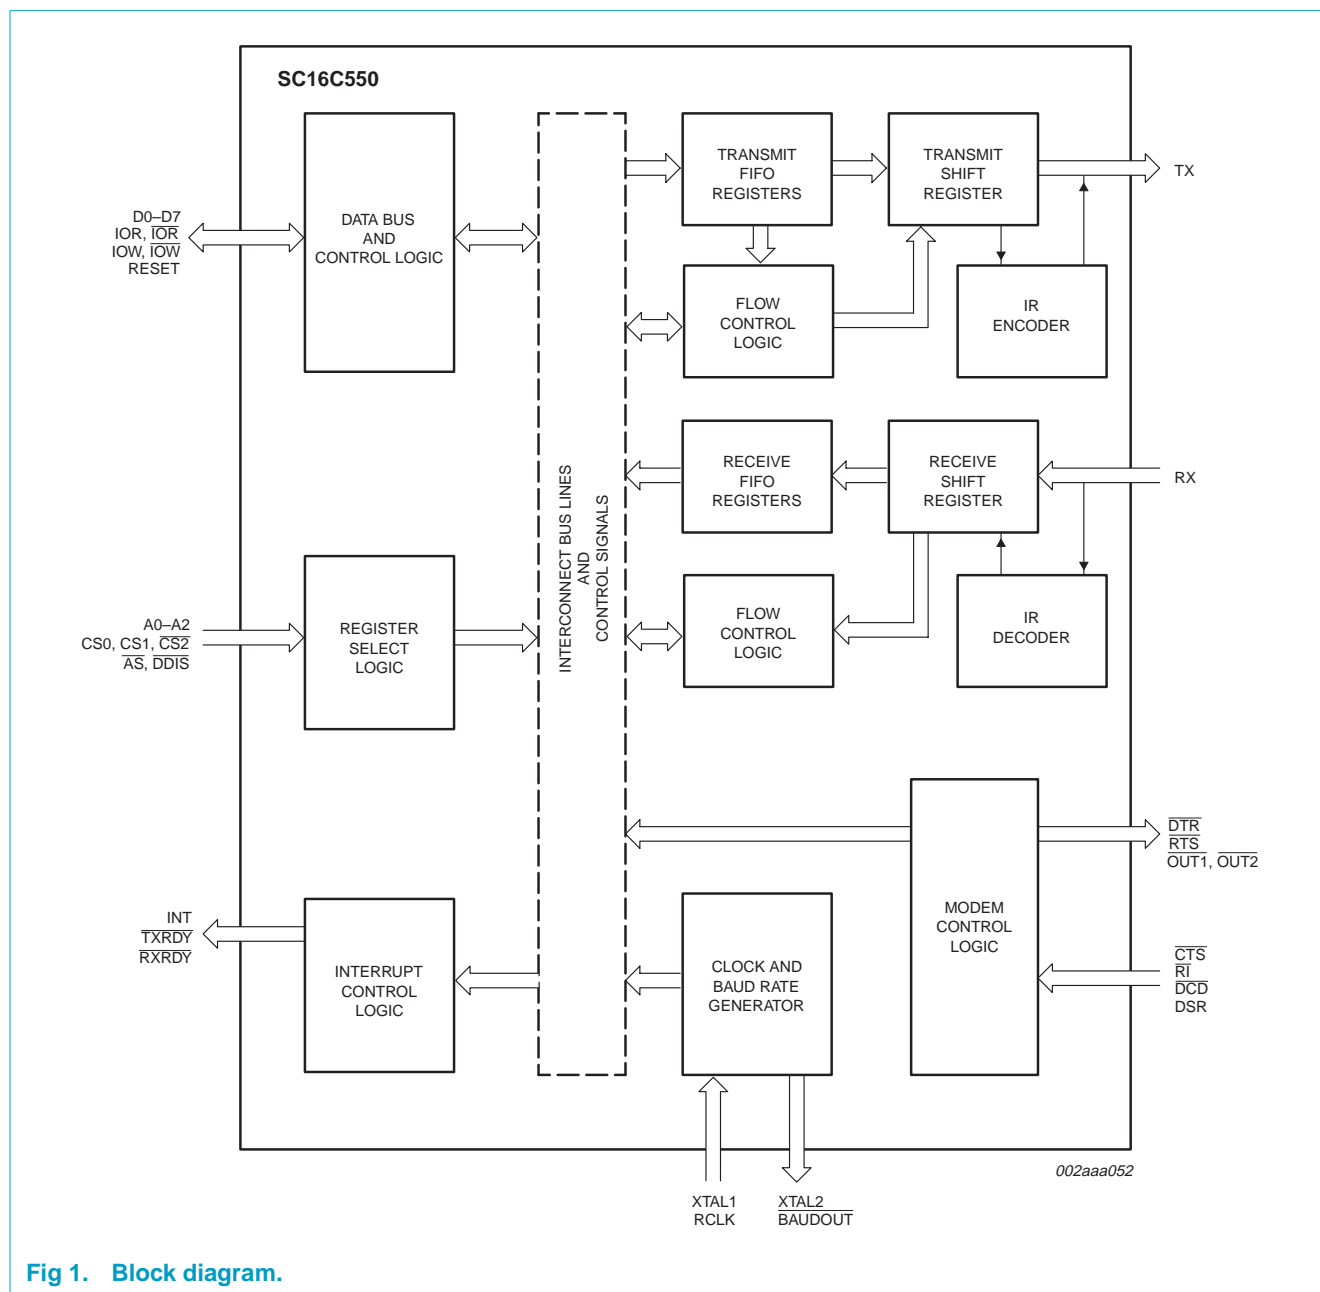 SC16C550
D0–D7
IOR, IOR
IOW, IOW
RESET
DATA BUS
AND
CONTROL LOGIC
TRANSMIT
FIFO
REGISTERS
TRANSMIT
SHIFT
REGISTER
TX
FLOW
CONTROL
LOGIC
IR
ENCODER
INTERCONNECT BUS LINES
AND
CONTROL SIGNALS
RECEIVE
FIFO
REGISTERS
RECEIVE
SHIFT
REGISTER
RX
A0–A2
CS0, CS1, CS2
AS, DDIS
REGISTER
SELECT
LOGIC
FLOW
CONTROL
LOGIC
IR
DECODER
DTR
RTS
OUT1, OUT2
MODEM
CONTROL
LOGIC
CTS
RI
DCD
DSR
INT
TXRDY
RXRDY
INTERRUPT
CONTROL
LOGIC
CLOCK AND
BAUD RATE
GENERATOR
XTAL1
RCLK
XTAL2
BAUDOUT
002aaa052
Fig 1. Block diagram.